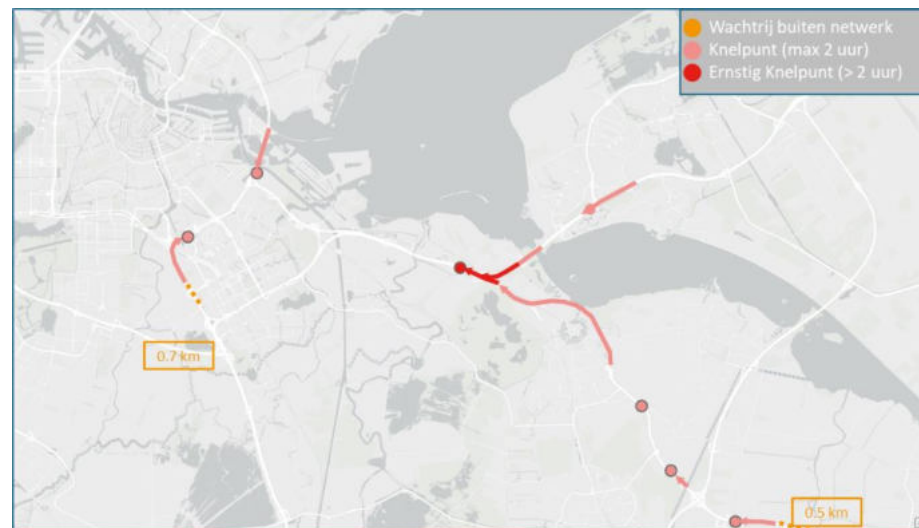 Wachtrij buiten netwerk
Knelpunt (max 2 uur)
Ernstig Knelpunt (> 2 uur)
0.7 km
0.5 km